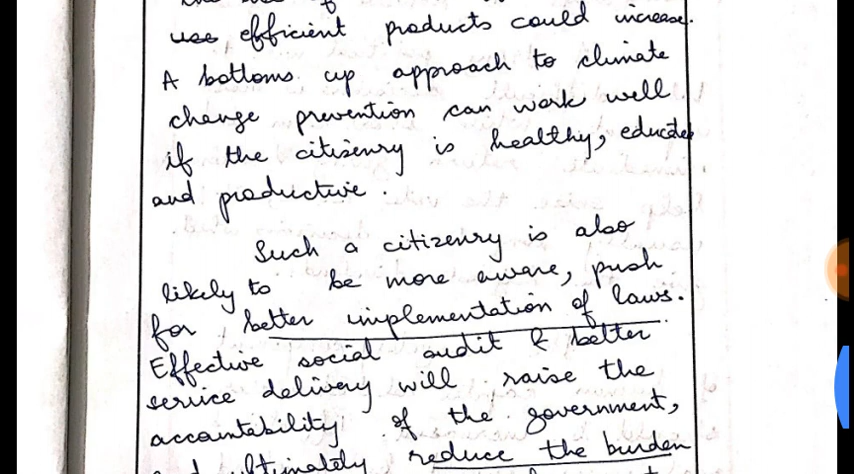 use efficient products could increase.
A bottoms up approach to climate
change prevention can work well
if the citizenry is healthy, educated
and productive.
Such a citizenry is also
likely to be more aware, push
for better implementation of laws.
Effective social audit & better
service delivery will raise the
accountability of the government,
ultimately reduce the burden